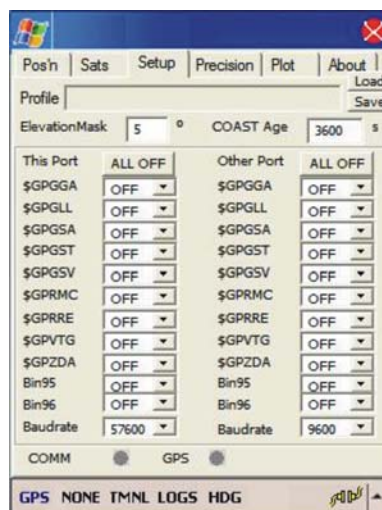 Pos'n Sats Setup Precision Plot About
Load
Profile Save
ElevationMask 5 ° COAST Age 3600 s
This Port ALL OFF Other Port ALL OFF
$GPGGA OFF $GPGGA OFF
$GPGLL OFF $GPGLL OFF
$GPGSA OFF $GPGSA OFF
$GPGST OFF $GPGST OFF
$GPGSV OFF $GPGSV OFF
$GPRMC OFF $GPRMC OFF
$GPRRE OFF $GPRRE OFF
$GPVTG OFF $GPVTG OFF
$GPZDA OFF $GPZDA OFF
Bin95 OFF Bin95 OFF
Bin96 OFF Bin96 OFF
Baudrate 57600 Baudrate 9600
COMM GPS
GPS NONE TMNL LOGS HDG